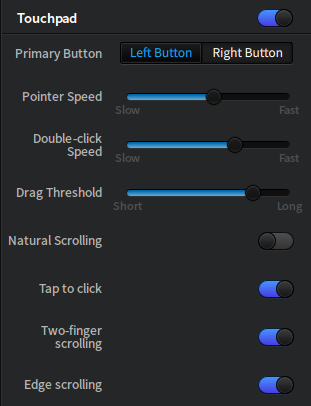 Touchpad
Primary Button Left Button Right Button
Pointer Speed
Slow Fast
Double-click
Speed
Slow Fast
Drag Threshold
Short Long
Natural Scrolling
Tap to click
Two-finger
scrolling
Edge scrolling